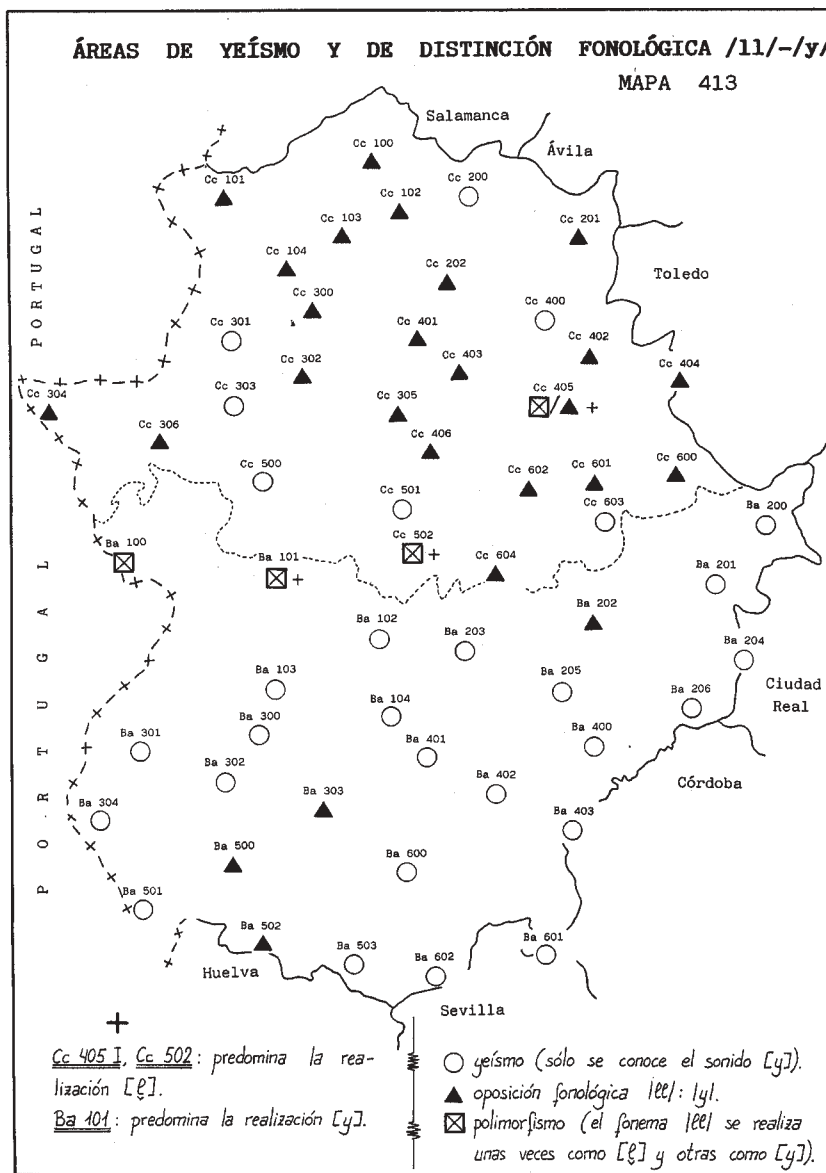 ÁREAS DE YEÍSMO Y DE DISTINCIÓN FONOLÓGICA /ll/-/y/
MAPA 413
Salamanca
Ávila
Cc 100
Cc 200
Cc 101
Cc 102
Cc 103
Cc 201
Cc 104
Cc 202
Toledo
PORTUGAL
Cc 300
Cc 400
Cc 301
Cc 401
Cc 402
Cc 302
Cc 403
Cc 404
Cc 303
Cc 405
/
+
Cc 304
Cc 305
Cc 306
Cc 406
Cc 500
Cc 602
Cc 601
Cc 600
Cc 501
Cc 603
Ba 200
Cc 502
+
Ba 100
Ba 101
+
Cc 604
Ba 201
Ba 202
Ba 102
Ba 203
Ba 204
PORTUGAL
Ba 103
Ba 205
Ba 206
Ciudad
Real
Ba 104
Ba 300
Ba 400
Ba 301
Ba 401
Ba 302
Ba 402
Córdoba
Ba 303
Ba 304
Ba 403
Ba 500
Ba 600
Ba 501
Ba 502
Ba 503
Ba 601
Ba 602
Huelva
Sevilla
+
Cc 405 I, Cc 502: predomina la rea-
lización [ɭ].
Ba 101: predomina la realización [y].
yeísmo (sólo se conoce el sonido [y]).
oposición fonológica |ll|: |y|.
polimorfismo (el fonema |ll| se realiza
unas veces como [ɭ] y otras como [y]).